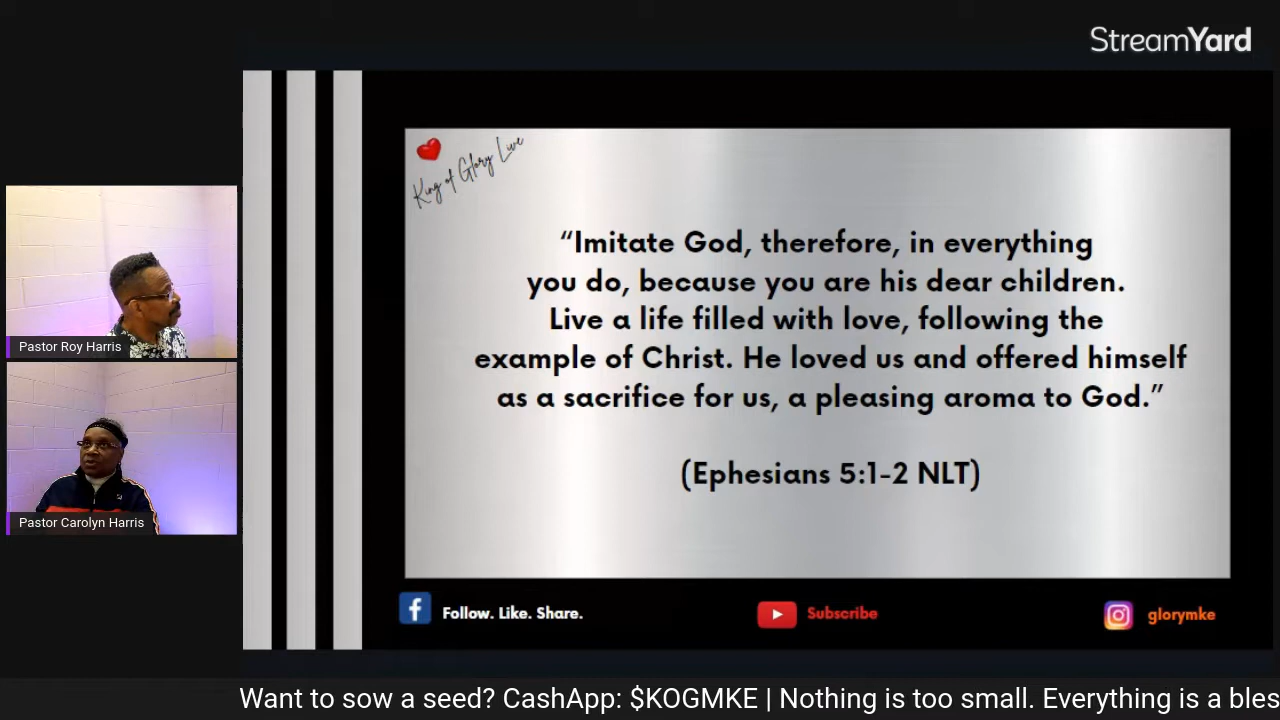 StreamYard
King of Glory Live
“Imitate God, therefore, in everything
you do, because you are his dear children.
Live a life filled with love, following the
example of Christ. He loved us and offered himself
as a sacrifice for us, a pleasing aroma to God.”
(Ephesians 5:1-2 NLT)
Pastor Roy Harris
Pastor Carolyn Harris
Follow. Like. Share.
Subscribe
glorymke
Want to sow a seed? CashApp: $KOGMKE | Nothing is too small. Everything is a bles